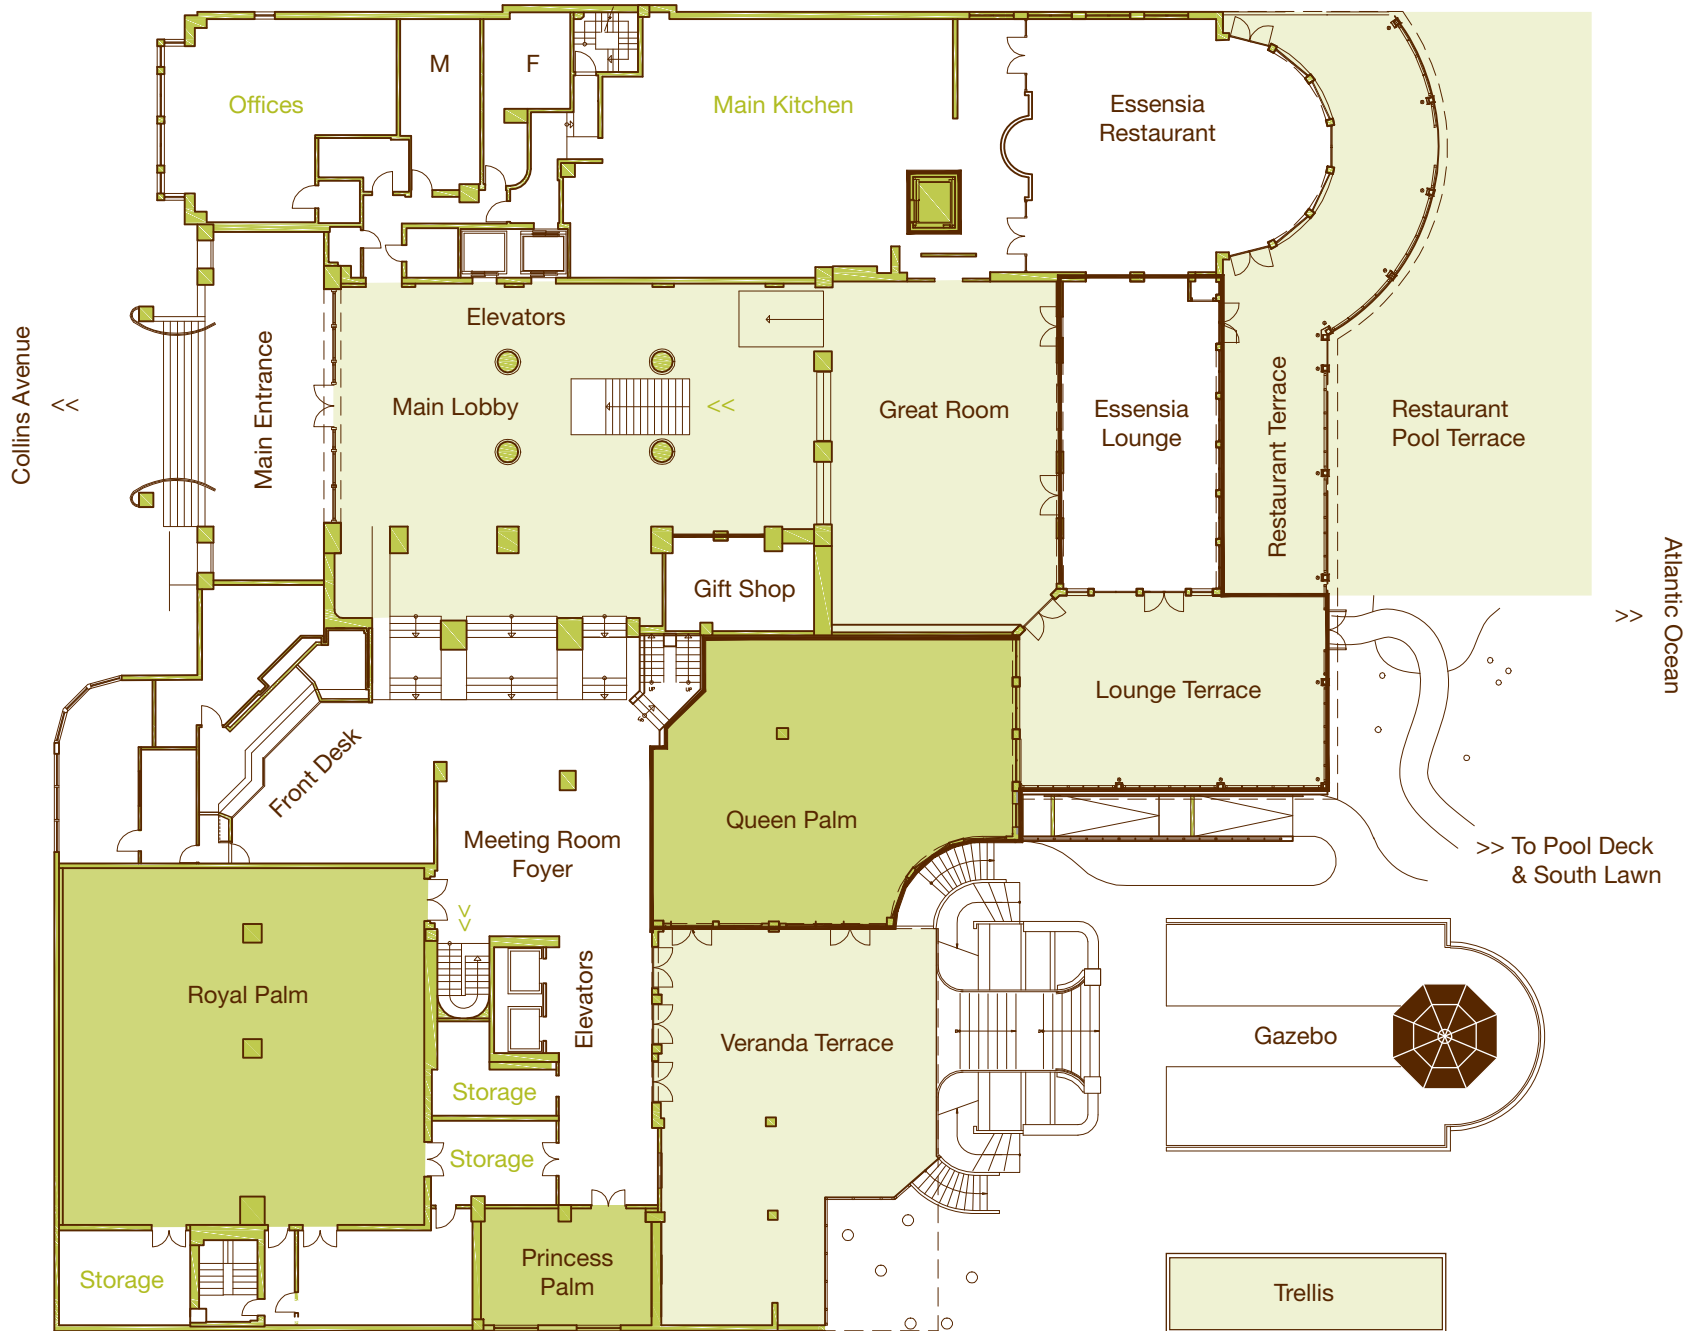 M
F
Offices
Main Kitchen
Essensia
Restaurant
Elevators
Collins Avenue
<<
Main Entrance
Main Lobby
<<
Great Room
Essensia
Lounge
Restaurant Terrace
Restaurant
Pool Terrace
Gift Shop
>>
Atlantic Ocean
UP
UP
Lounge Terrace
Front Desk
Queen Palm
Meeting Room
Foyer
>> To Pool Deck
& South Lawn
<<
Royal Palm
Elevators
Veranda Terrace
Gazebo
Storage
Storage
Storage
Princess
Palm
Trellis